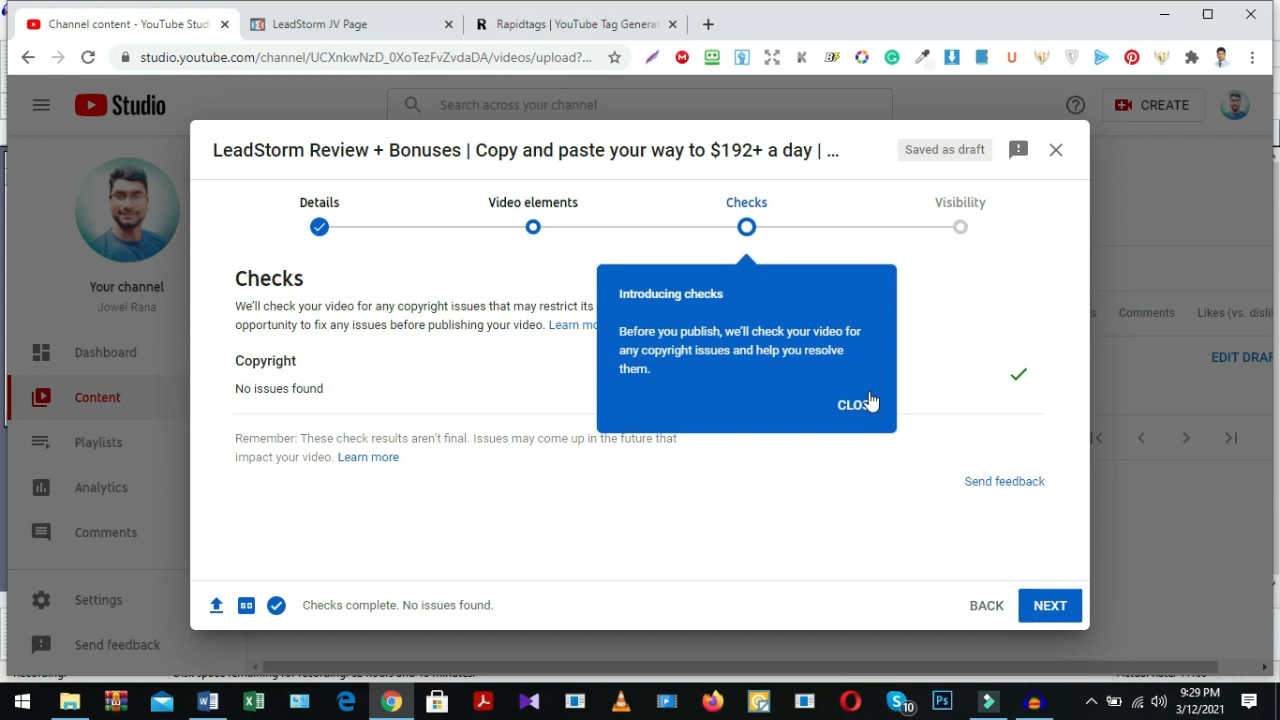 Channel content - YouTube Stud
LeadStorm JV Page
Rapidtags | YouTube Tag Genera
studio.youtube.com/channel/UCXnkwNzD_0XoTezFvZvdaDA/videos/upload?...
Studio
Search across your channel
CREATE
LeadStorm Review + Bonuses | Copy and paste your way to $192+ a day | ...
Saved as draft
Details
Video elements
Checks
Visibility
Your channel
Jowel Rana
Dashboard
Content
Playlists
Analytics
Comments
Settings
Send feedback
Checks
We'll check your video for any copyright issues that may restrict its
opportunity to fix any issues before publishing your video. Learn mo
Copyright
No issues found
Introducing checks
Before you publish, we'll check your video for
any copyright issues and help you resolve
them.
CLOS
Remember: These check results aren't final. Issues may come up in the future that
impact your video. Learn more
Send feedback
Comments
Likes (vs. disli
EDIT DRAF
Checks complete. No issues found.
BACK
NEXT
10
Ps
9:29 PM
3/12/2021